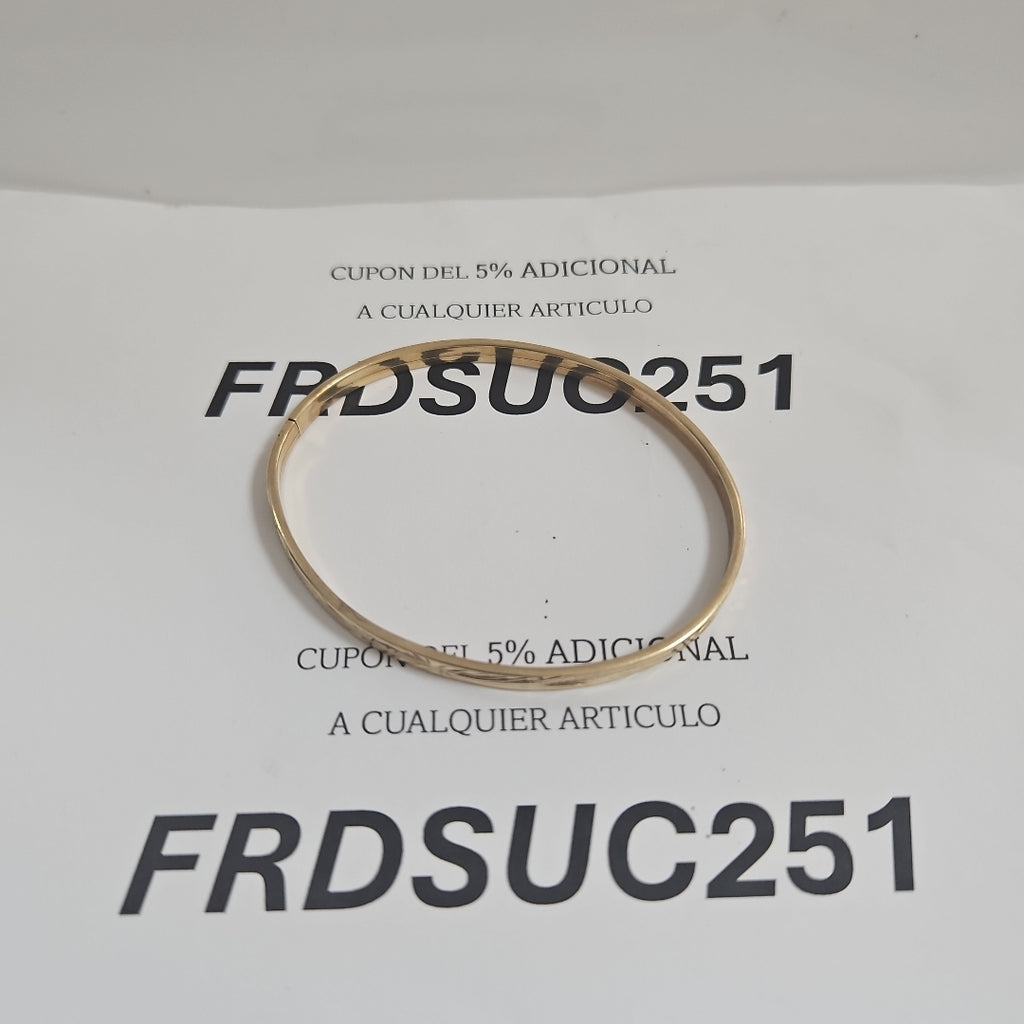 CUPON DEL 5% ADICIONAL
A CUALQUIER ARTICULO
FRDSUC251
CUPON DEL 5% ADICIONAL
A CUALQUIER ARTICULO
FRDSUC251